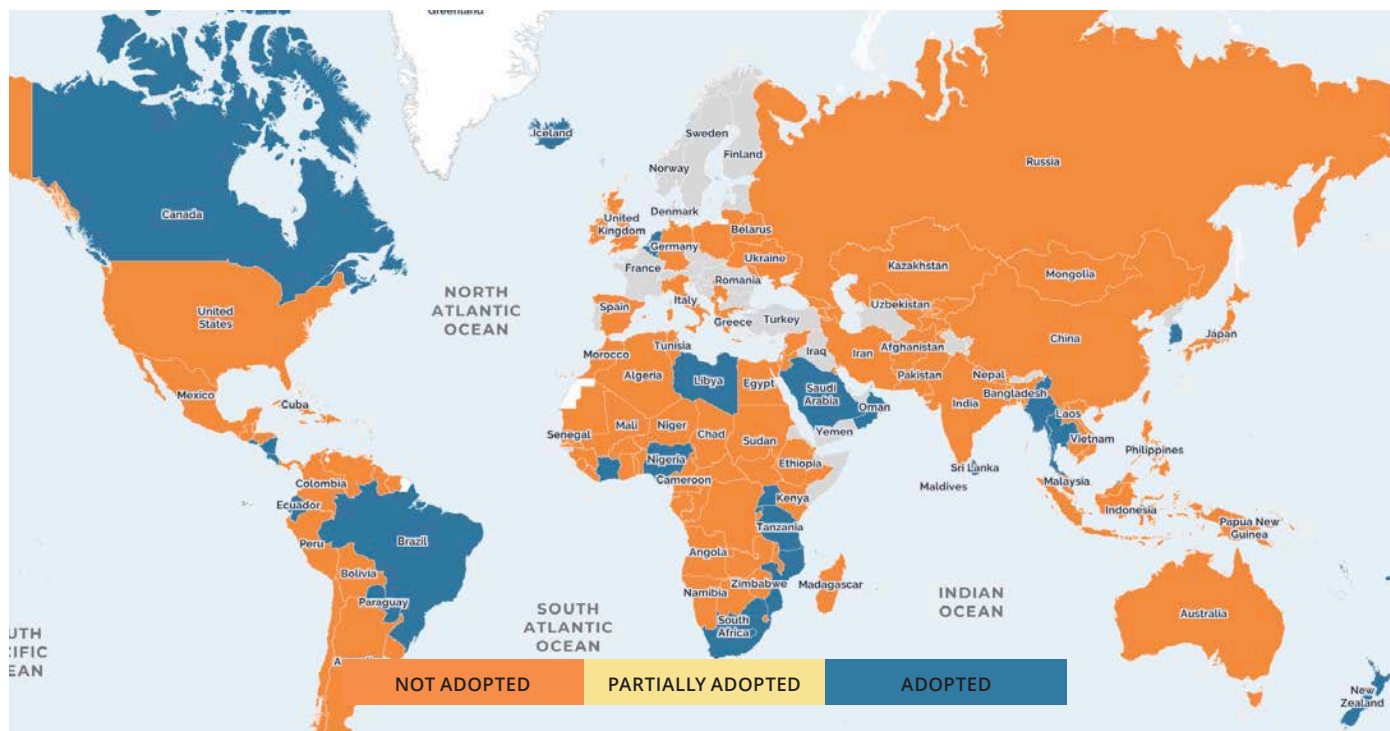 Greenland
Iceland
Sweden
Finland
Norway
Russia
Canada
Denmark
United
Kingdom
Belarus
Germany
Ukraine
France
Kazakhstan
Mongolia
Romania
NORTH
ATLANTIC
OCEAN
Italy
Uzbekistan
United
States
Spain
Greece
Turkey
Japan
China
Tunisia
Morocco
Iraq
Iran
Afghanistan
Algeria
Libya
Egypt
Pakistan
Nepal
Saudi
Arabia
Bangladesh
Mexico
Cuba
India
Oman
Laos
Mali
Niger
Chad
Senegal
Sudan
Yemen
Vietnam
Philippines
Nigeria
Ethiopia
Sri Lanka
Cameroon
Maldives
Malaysia
Colombia
Kenya
Ecuador
Indonesia
Tanzania
Papua New
Guinea
Brazil
Peru
Angola
Bolivia
Zimbabwe
Madagascar
Namibia
INDIAN
OCEAN
Paraguay
SOUTH
ATLANTIC
OCEAN
South
Africa
Australia
UTH
IFIC
EAN
NOT ADOPTED
PARTIALLY ADOPTED
ADOPTED
New
Zealand